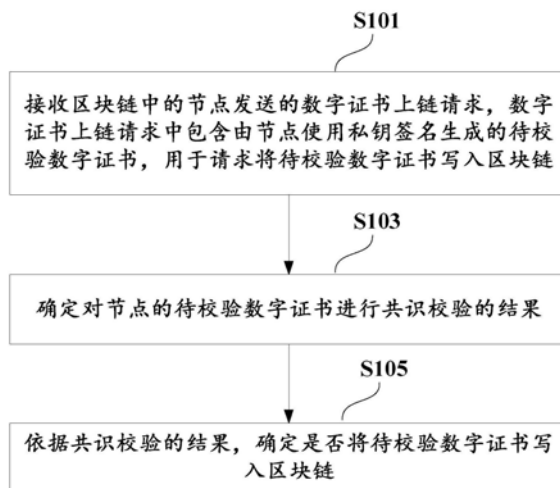 S101
接收区块链中的节点发送的数字证书上链请求，数字
证书上链请求中包含由节点使用私钥签名生成的待校
验数字证书，用于请求将待校验数字证书写入区块链
S103
确定对节点的待校验数字证书进行共识校验的结果
S105
依据共识校验的结果，确定是否将待校验数字证书写
入区块链